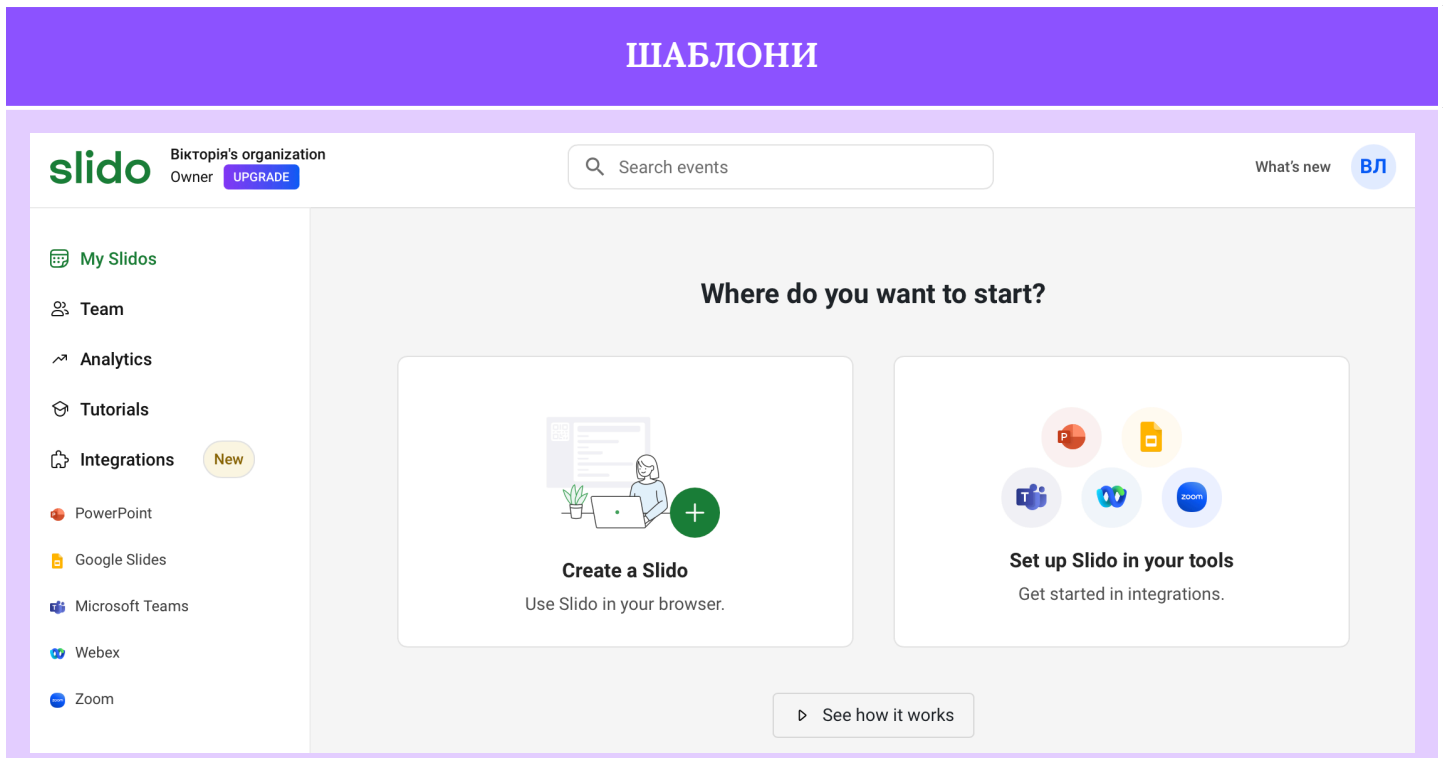 ШАБЛОНИ
slido
Вікторія's organization
Owner UPGRADE
Search events
What's new
ВЛ
My Slidos
Team
Analytics
Tutorials
Integrations New
PowerPoint
Google Slides
Microsoft Teams
Webex
Zoom
Where do you want to start?
Create a Slido
Use Slido in your browser.
P
T
zoom
Set up Slido in your tools
Get started in integrations.
See how it works